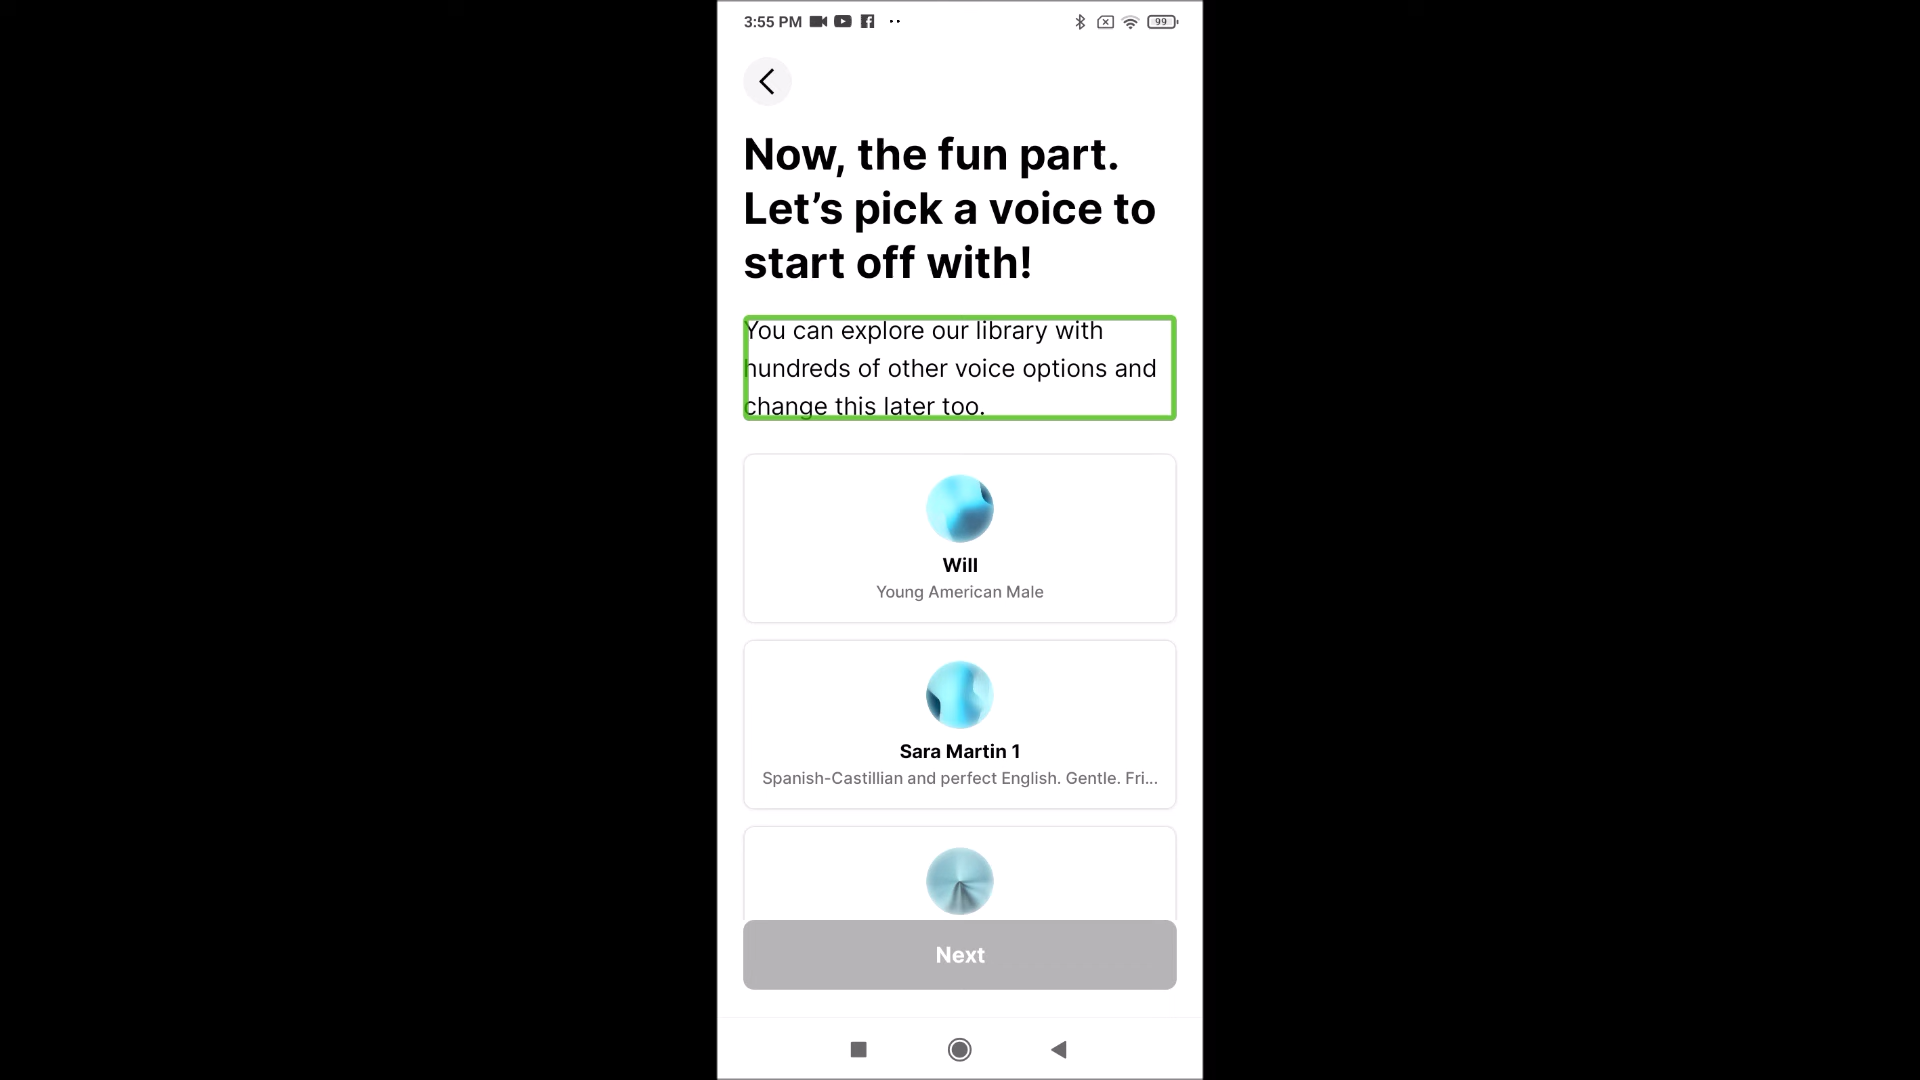 3:55 PM
99
Now, the fun part.
Let’s pick a voice to
start off with!
You can explore our library with
hundreds of other voice options and
change this later too.
Will
Young American Male
Sara Martin 1
Spanish-Castillian and perfect English. Gentle. Fri...
Next